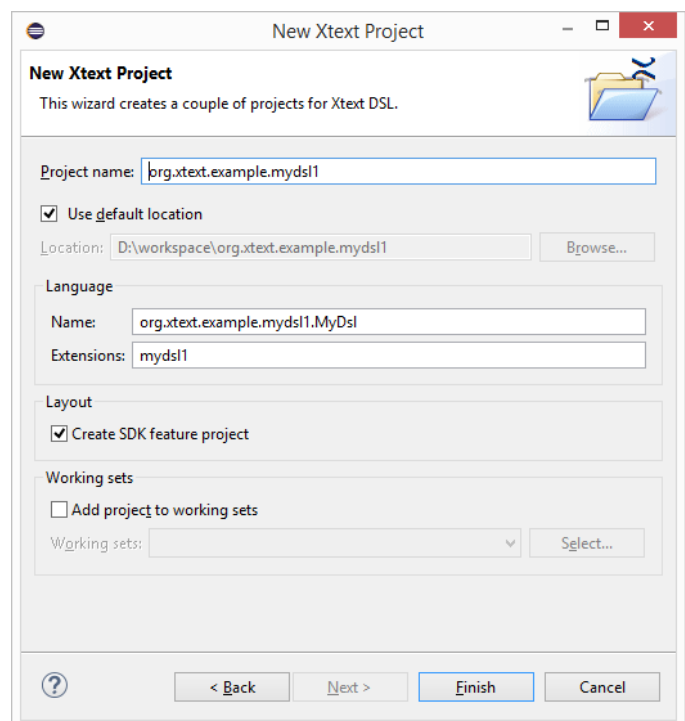 New Xtext Project
New Xtext Project
This wizard creates a couple of projects for Xtext DSL.
Project name: org.xtext.example.mydsl1
Use default location
Location: D:\workspace\org.xtext.example.mydsl1 Browse...
Language
Name: org.xtext.example.mydsl1.MyDsl
Extensions: mydsl1
Layout
Create SDK feature project
Working sets
Add project to working sets
Working sets: Select...
< Back Next > Finish Cancel